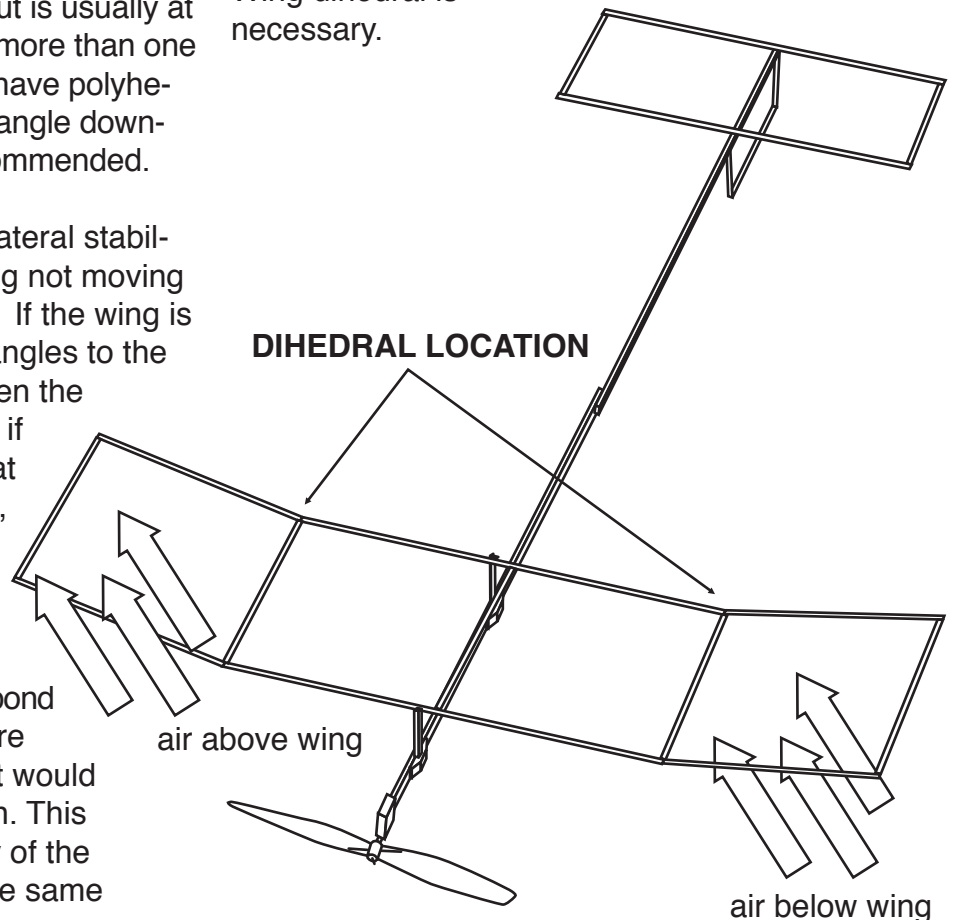 ut is usually at
more than one
have polyhe-
angle down-
ommended.
ateral stabil-
g not moving
If the wing is
angles to the
en the
if
at
,
pond
re
t would
n. This
y of the
e same
Wing dihedral is
necessary.
DIHEDRAL LOCATION
air above wing
air below wing